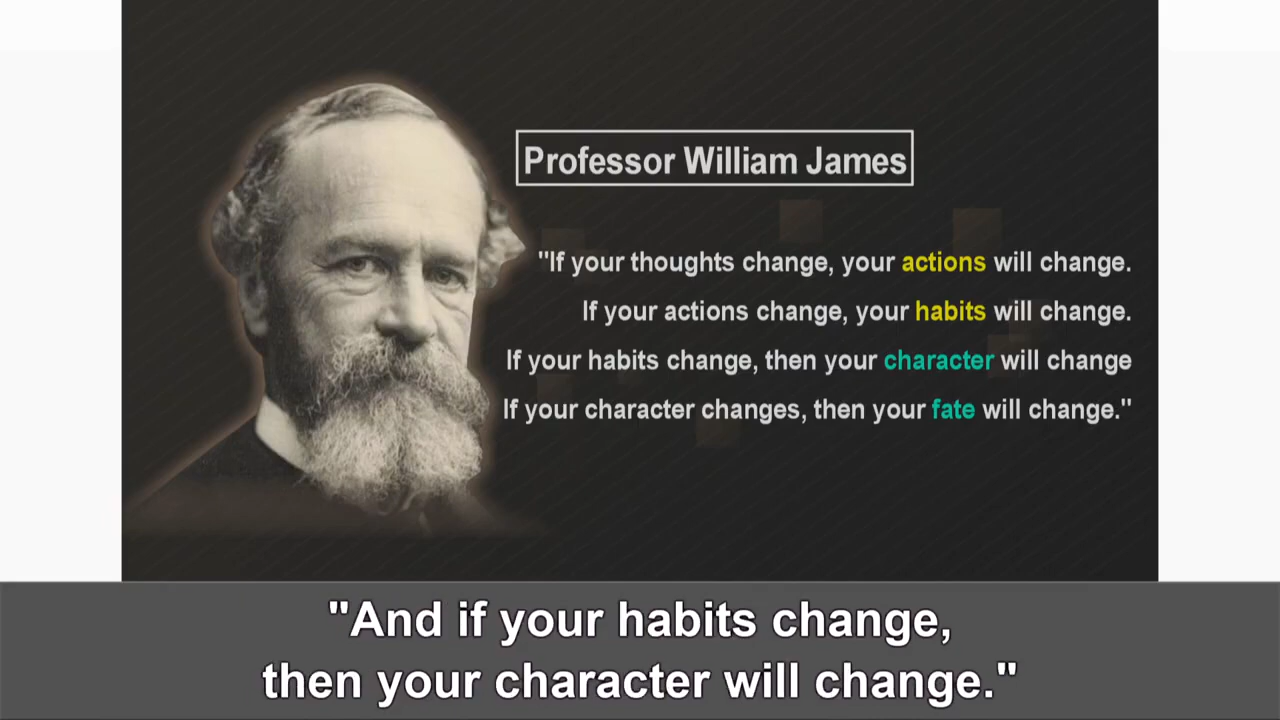 Professor William James
"If your thoughts change, your actions will change.
If your actions change, your habits will change.
If your habits change, then your character will change
If your character changes, then your fate will change."
"And if your habits change,
then your character will change."